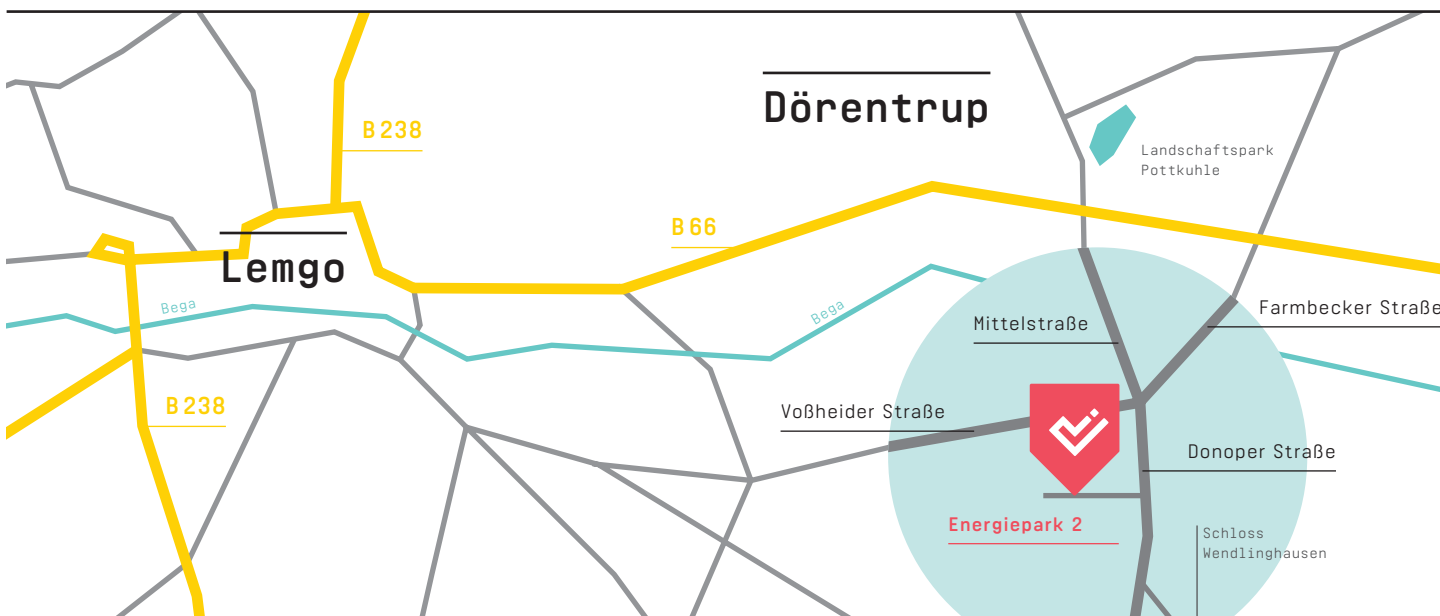 Dörentrup
B 238
Landschaftspark
Pottkuhle
B 66
Lemgo
Bega
Bega
Farmbecker Straße
Mittelstraße
B 238
Voßheider Straße
Donoper Straße
Energiepark 2
Schloss
Wendlinghausen